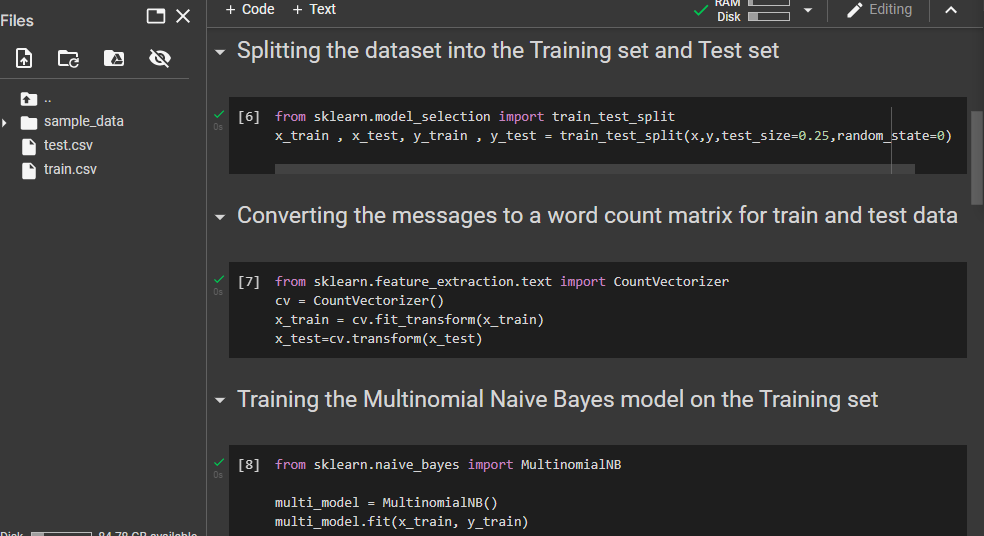 Files
..
sample_data
test.csv
train.csv
Disk 84.78 GB available
+ Code + Text
RAM
Disk
Editing
Splitting the dataset into the Training set and Test set
0s
[6] from sklearn.model_selection import train_test_split
x_train , x_test, y_train , y_test = train_test_split(x,y,test_size=0.25,random_state=0)
Converting the messages to a word count matrix for train and test data
0s
[7] from sklearn.feature_extraction.text import CountVectorizer
cv = CountVectorizer()
x_train = cv.fit_transform(x_train)
x_test=cv.transform(x_test)
Training the Multinomial Naive Bayes model on the Training set
0s
[8] from sklearn.naive_bayes import MultinomialNB
multi_model = MultinomialNB()
multi_model.fit(x_train, y_train)